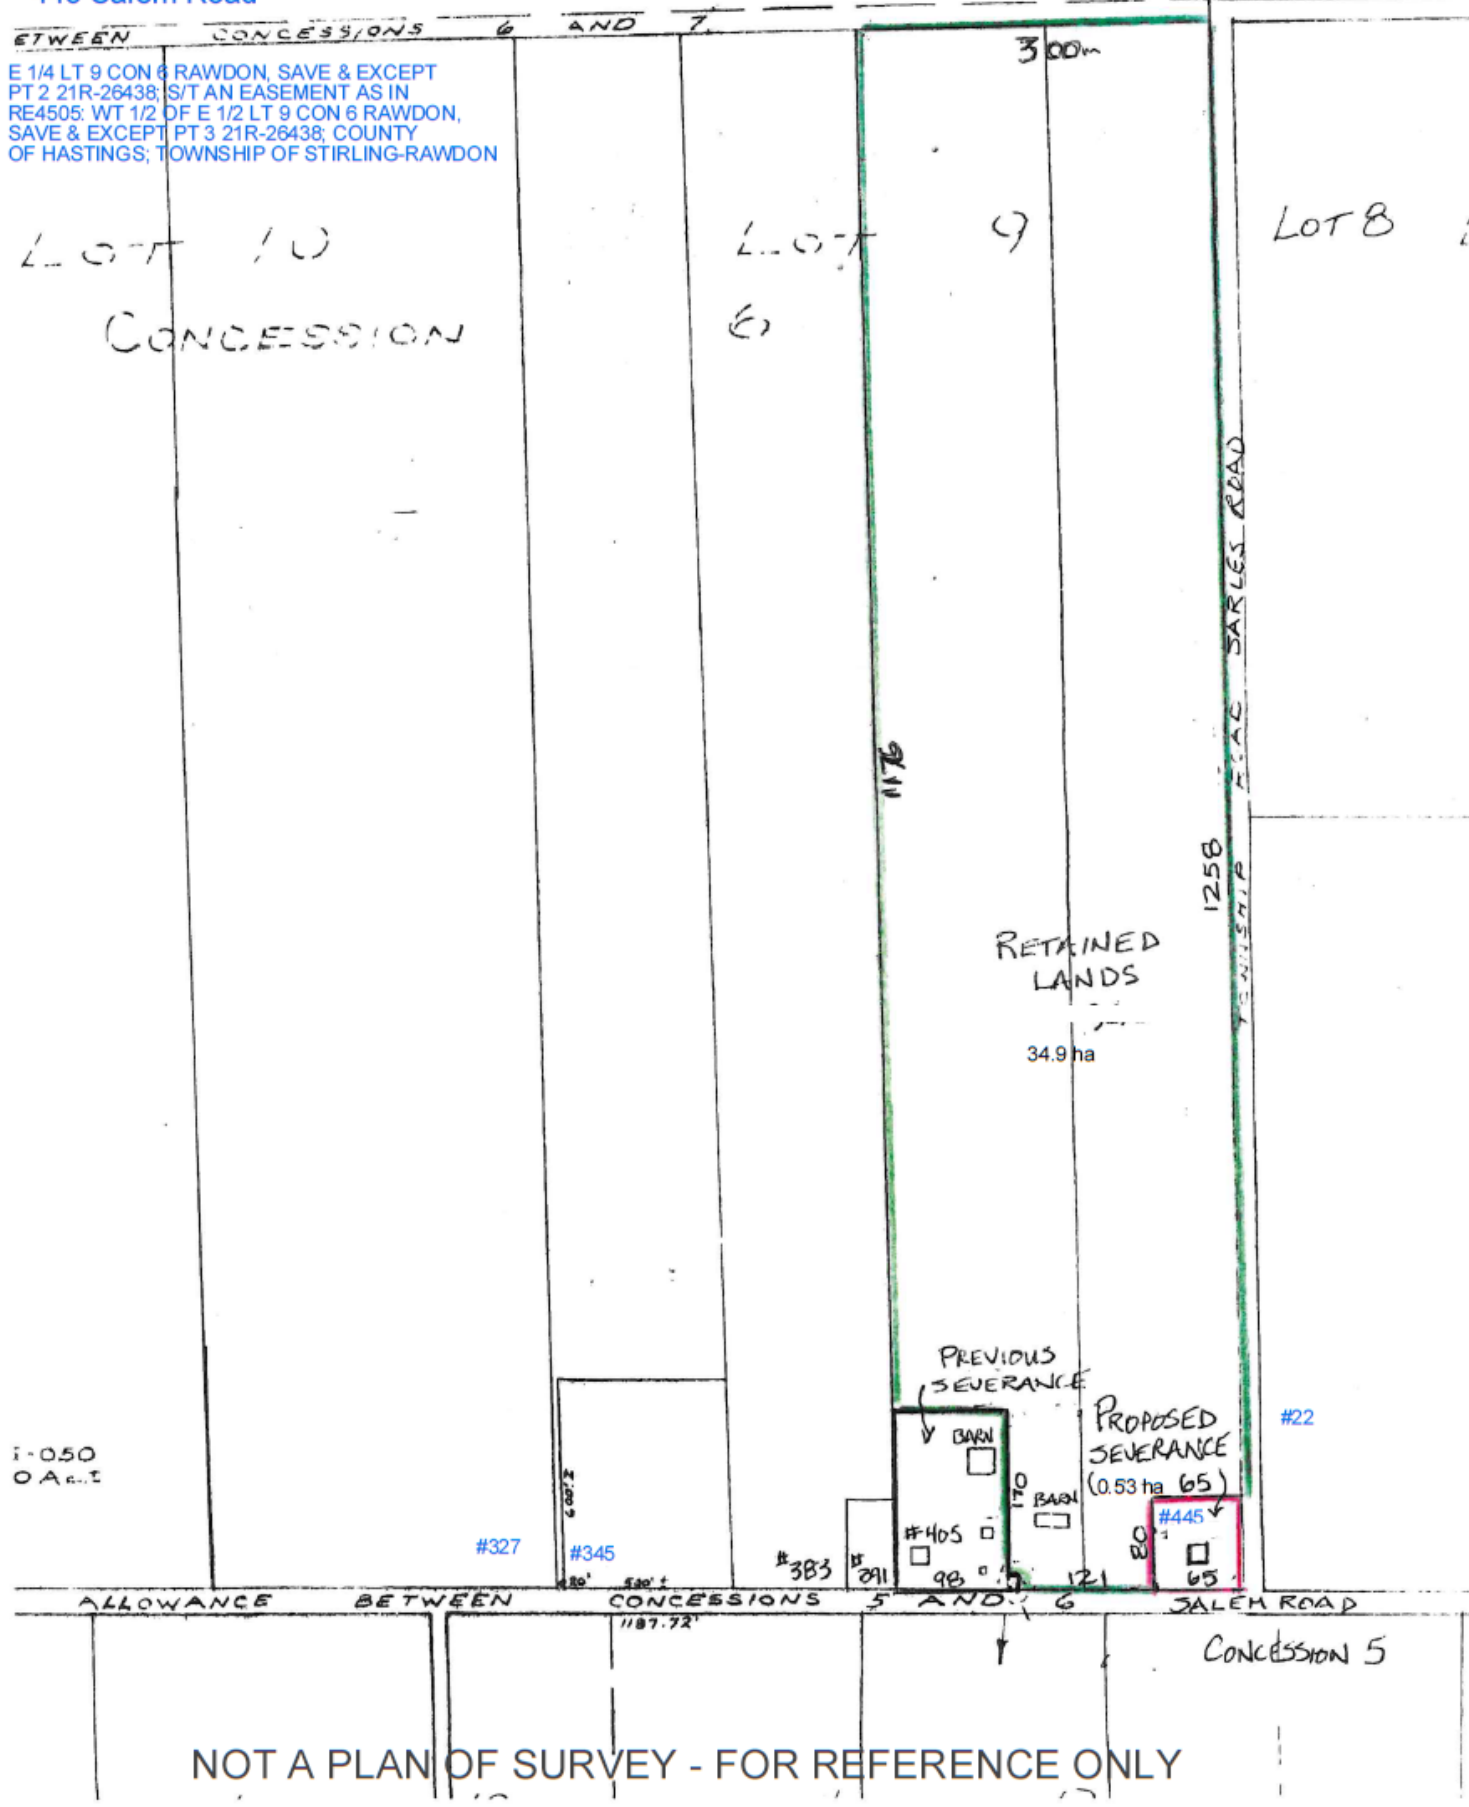 Salem Road
ETWEEN CONCESSIONS 6 AND 7
300m
E 1/4 LT 9 CON 6 RAWDON, SAVE & EXCEPT
PT 2 21R-26438; S/T AN EASEMENT AS IN
RE4505: WT 1/2 OF E 1/2 LT 9 CON 6 RAWDON,
SAVE & EXCEPT PT 3 21R-26438; COUNTY
OF HASTINGS; TOWNSHIP OF STIRLING-RAWDON
LOT 10
LOT 9
LOT 8
CONCESSION 6
SARLES ROAD
1176
1258
TOWNSHIP
RETAINED
LANDS
34.9 ha
PREVIOUS
SEVERANCE
PROPOSED
SEVERANCE
(0.53 ha 65)
#22
BARN
170
BARN
600'±
#445
#405
80
#327
#345
#383
#391
98
121
65
500'±
ALLOWANCE BETWEEN CONCESSIONS 5 AND 6 SALEM ROAD
1187.72'
CONCESSION 5
NOT A PLAN OF SURVEY - FOR REFERENCE ONLY